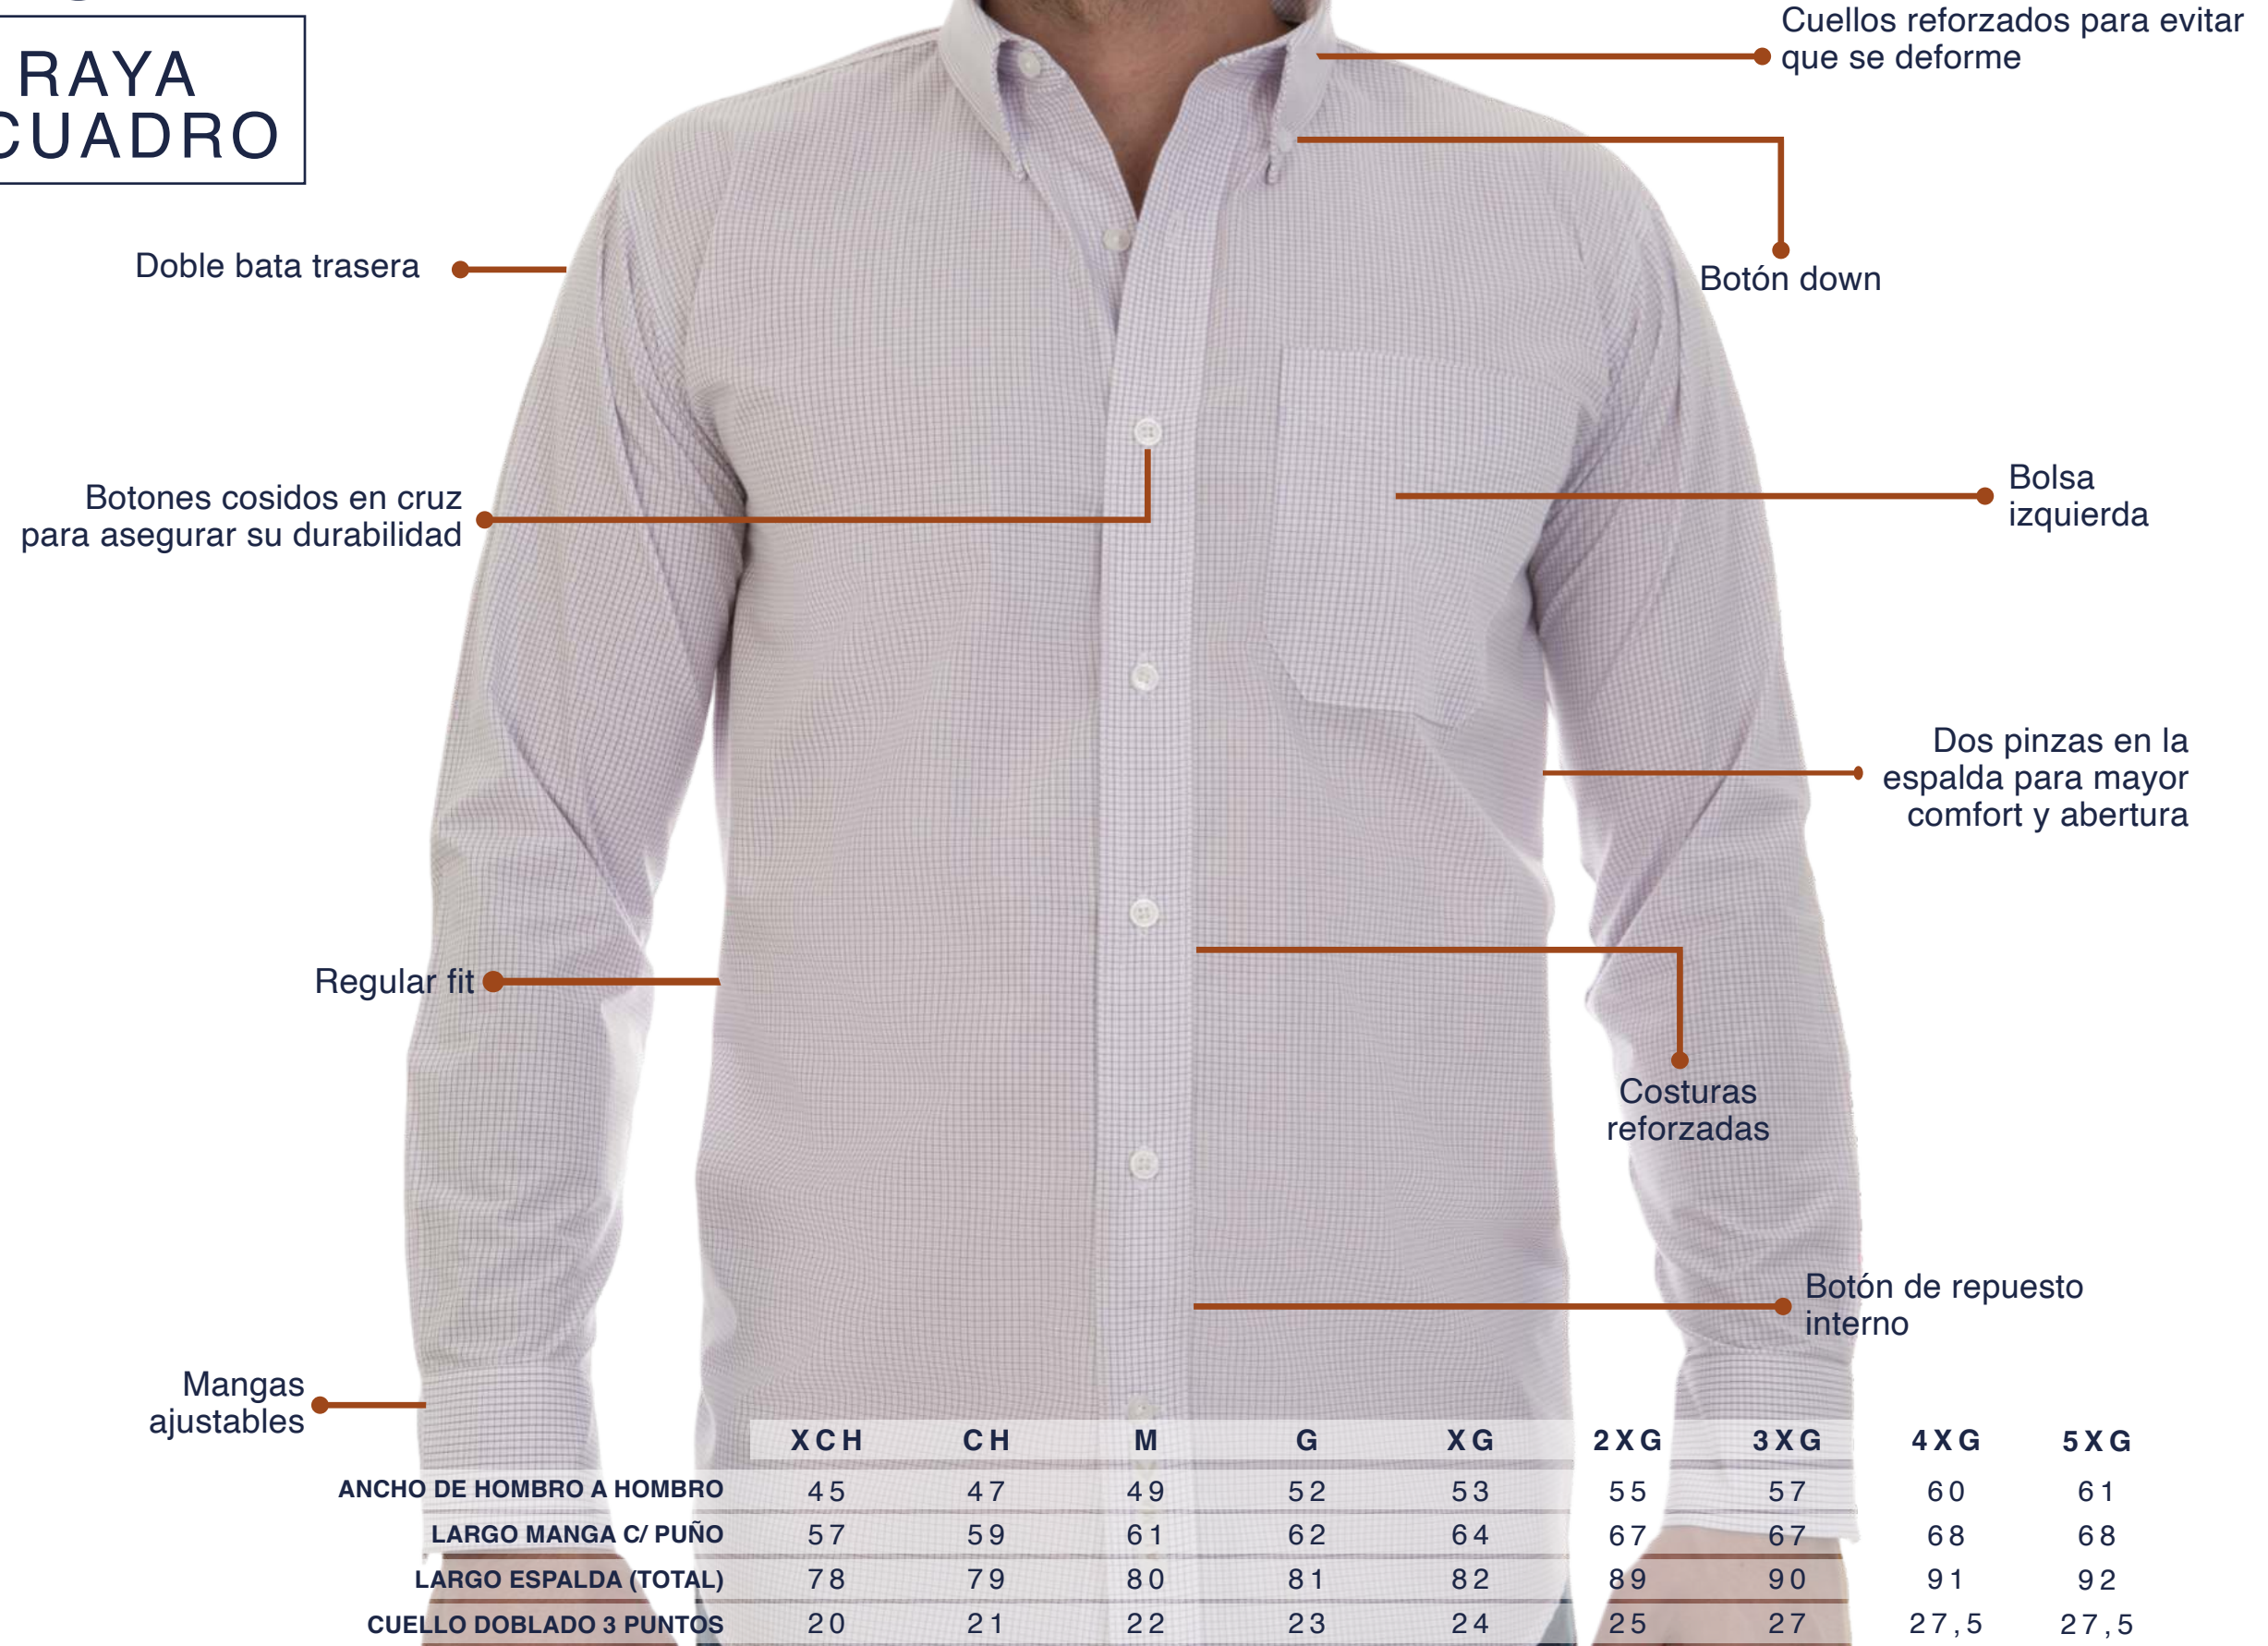 RAYA
CUADRO
Cuellos reforzados para evitar
que se deforme
Doble bata trasera
Botón down
Botones cosidos en cruz
para asegurar su durabilidad
Bolsa
izquierda
Dos pinzas en la
espalda para mayor
comfort y abertura
Regular fit
Costuras
reforzadas
Botón de repuesto
interno
Mangas
ajustables
XCH CH M G XG 2XG 3XG 4XG 5XG
ANCHO DE HOMBRO A HOMBRO 45 47 49 52 53 55 57 60 61
LARGO MANGA C/ PUÑO 57 59 61 62 64 67 67 68 68
LARGO ESPALDA (TOTAL) 78 79 80 81 82 89 90 91 92
CUELLO DOBLADO 3 PUNTOS 20 21 22 23 24 25 27 27,5 27,5